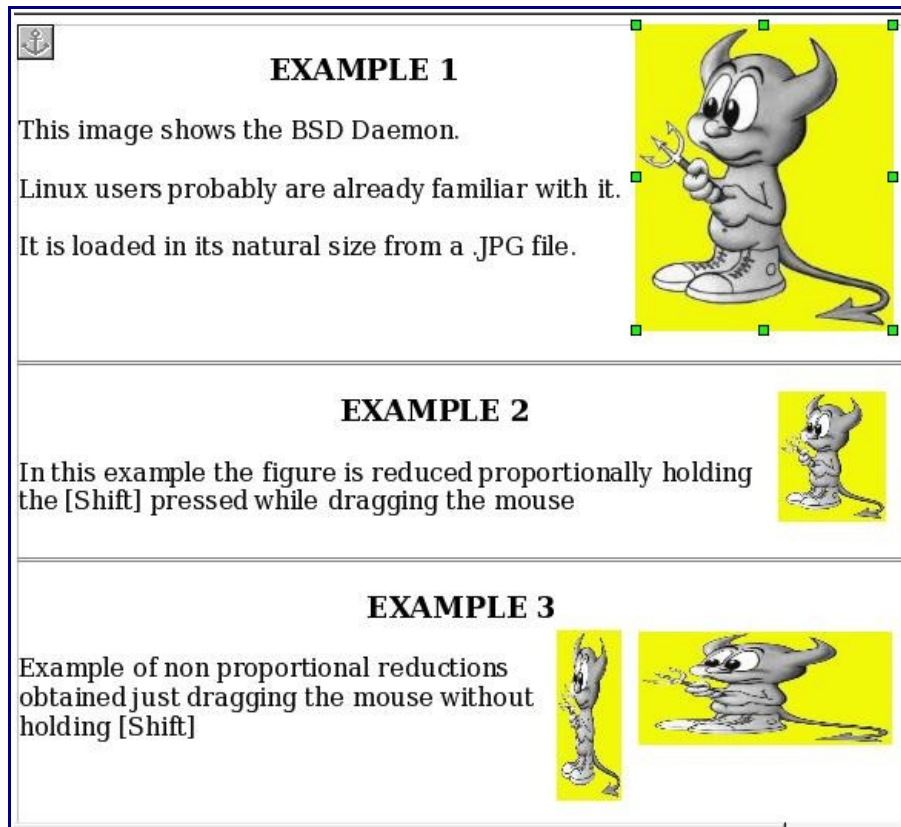 EXAMPLE 1
This image shows the BSD Daemon.
Linux users probably are already familiar with it.
It is loaded in its natural size from a .JPG file.
EXAMPLE 2
In this example the figure is reduced proportionally holding
the [Shift] pressed while dragging the mouse
EXAMPLE 3
Example of non proportional reductions
obtained just dragging the mouse without
holding [Shift]